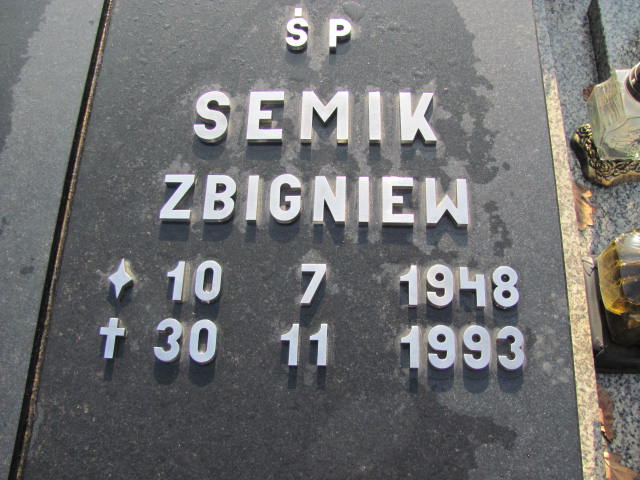 ŚP
SEMIK
ZBIGNIEW
✦ 10 7 1948
✝ 30 11 1993